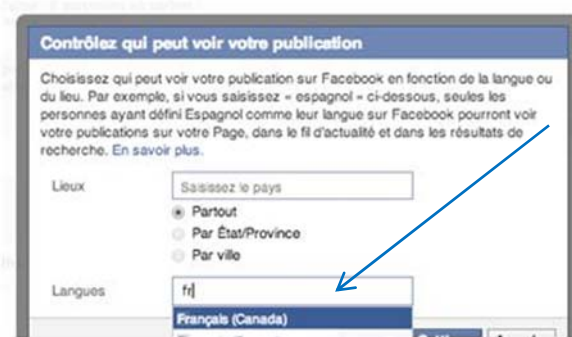 Contrôlez qui peut voir votre publication
Choisissez qui peut voir votre publication sur Facebook en fonction de la langue ou
du lieu. Par exemple, si vous saisissez « espagnol » ci-dessous, seules les
personnes ayant défini Espagnol comme leur langue sur Facebook pourront voir
votre publications sur votre Page, dans le fil d'actualité et dans les résultats de
recherche. En savoir plus.
Lieux
Saisissez le pays
Partout
Par État/Province
Par ville
Langues
fr
Français (Canada)